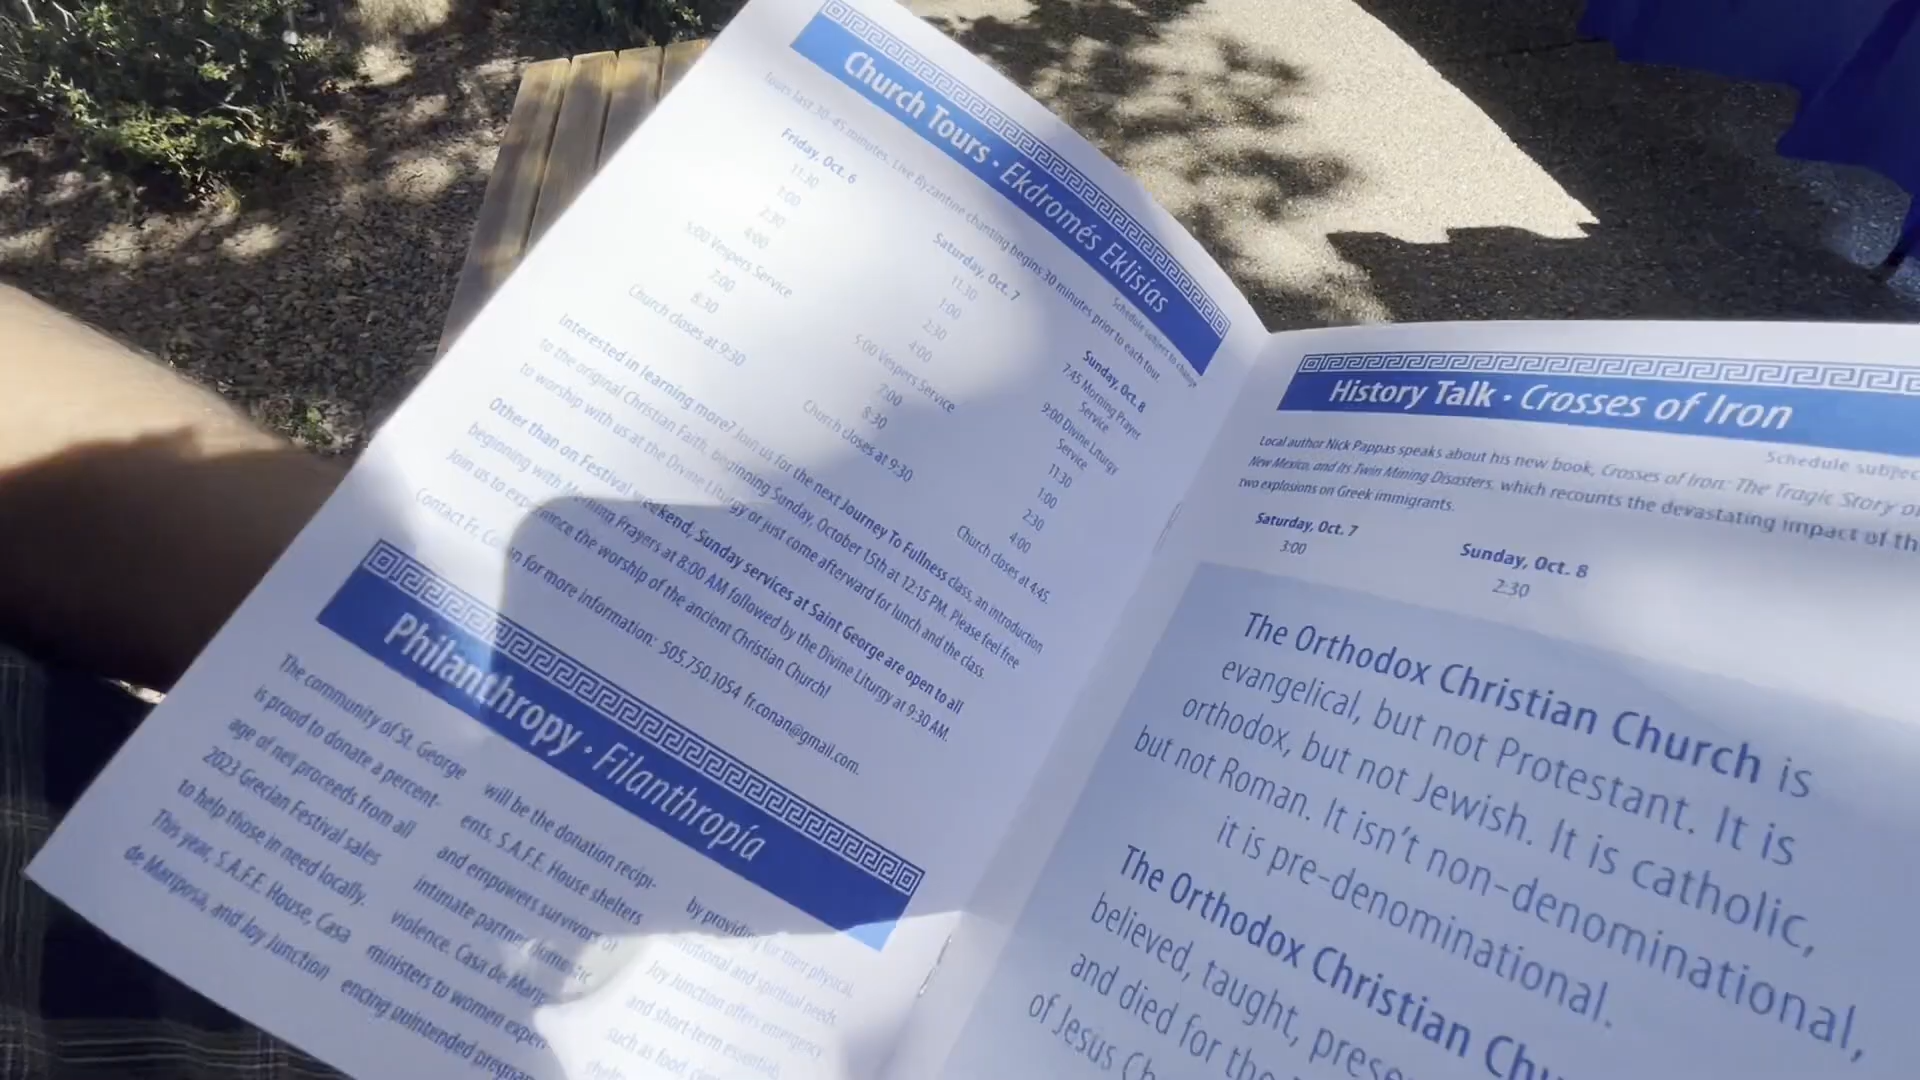 Church Tours · Ekdromés Eklisías
Schedule subject to change
Tours last 30-45 minutes. Live Byzantine chanting begins 30 minutes prior to each tour.
Friday, Oct. 6
11:30
1:00
2:30
4:00
5:00 Vespers Service
7:00
8:30
Church closes at 9:30
Saturday, Oct. 7
11:30
1:00
2:30
4:00
5:00 Vespers Service
7:00
8:30
Church closes at 9:30
Sunday, Oct. 8
7:45 Morning Prayer
Service
9:00 Divine Liturgy
Service
11:30
1:00
2:30
4:00
Church closes at 4:45
Interested in learning more? Join us for the next Journey To Fullness class, an introduction
to the original Christian Faith, beginning Sunday, October 15th at 12:15 PM. Please feel free
to worship with us at the Divine Liturgy or just come afterward for lunch and the class.
Other than on Festival weekend, Sunday services at Saint George are open to all
beginning with Morning Prayers at 8:00 AM followed by the Divine Liturgy at 9:30 AM.
Join us to experience the worship of the ancient Christian Church!
Contact Fr. Conan for more information: 505.750.1054 fr.conan@gmail.com.
Philanthropy · Filanthropía
The community of St. George
is proud to donate a percent-
age of net proceeds from all
2023 Grecian Festival sales
to help those in need locally.
This year, S.A.F.E. House, Casa
de Mariposa, and Joy Junction
will be the donation recipi-
ents. S.A.F.E. House shelters
and empowers survivors of
intimate partner domestic
violence. Casa de Marip
ministers to women experi
encing unintended pregnan
by providing for their physical,
emotional and spiritual needs.
Joy Junction offers emergency
and short-term essentials
such as food,
shelte
History Talk · Crosses of Iron
Schedule subjec
Local author Nick Pappas speaks about his new book, Crosses of Iron: The Tragic Story of
New Mexico, and Its Twin Mining Disasters, which recounts the devastating impact of th
two explosions on Greek immigrants.
Saturday, Oct. 7
3:00
Sunday, Oct. 8
2:30
The Orthodox Christian Church is
evangelical, but not Protestant. It is
orthodox, but not Jewish. It is catholic,
but not Roman. It isn't non-denominational,
it is pre-denominational.
The Orthodox Christian Chu
believed, taught, prese
and died for the
of Jesus Ch